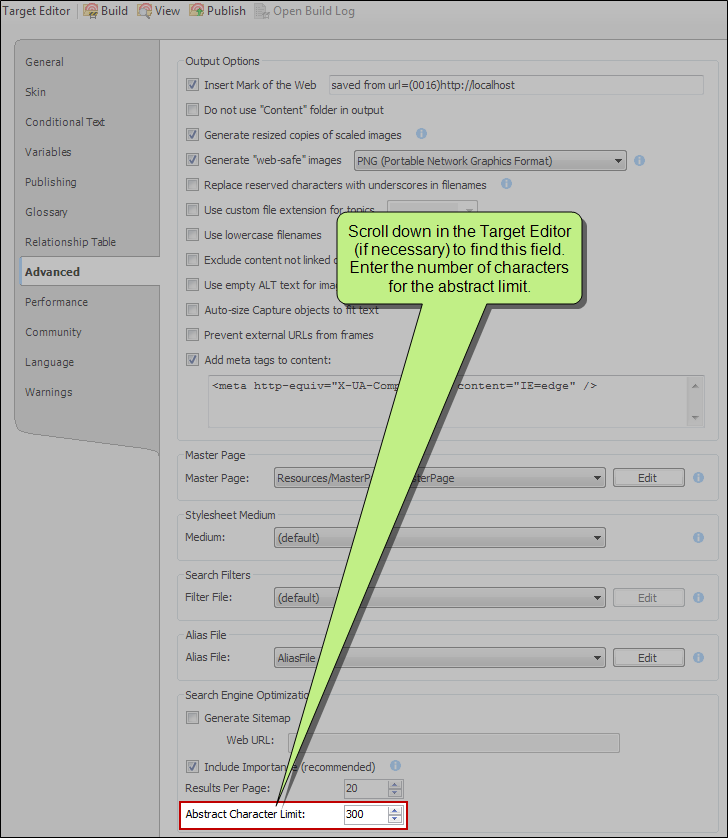 Target Editor Build View Publish Open Build Log
General
Skin
Conditional Text
Variables
Publishing
Glossary
Relationship Table
Advanced
Performance
Community
Language
Warnings
Output Options
Insert Mark of the Web saved from url=(0016)http://localhost
Do not use "Content" folder in output
Generate resized copies of scaled images
Generate "web-safe" images PNG (Portable Network Graphics Format)
Replace reserved characters with underscores in filenames
Use custom file extension for topics
Use lowercase filenames
Exclude content not linked
Use empty ALT text for
Auto-size Capture objects to fit text
Prevent external URLs from frames
Add meta tags to content:
<meta http-equiv="X-UA-Comp content="IE=edge" />
Scroll down in the Target Editor
(if necessary) to find this field.
Enter the number of characters
for the abstract limit.
Master Page
Master Page: Resources/MasterP sterPage Edit
Stylesheet Medium
Medium: (default)
Search Filters
Filter File: (default) Edit
Alias File
Alias File: AliasFile Edit
Search Engine Optimizatio
Generate Sitemap
Web URL:
Include Importance (recommended)
Results Per Page: 20
Abstract Character Limit: 300